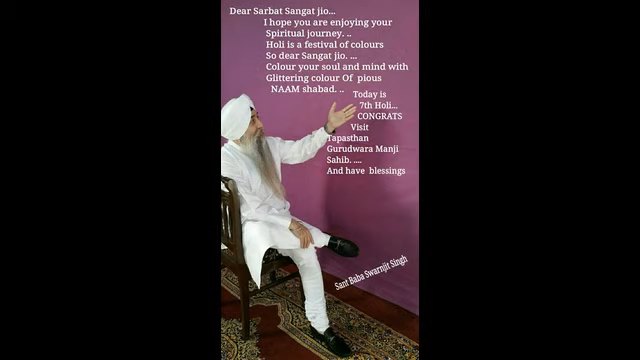 Dear Sarbat Sangat jio...
I hope you are enjoying your
Spiritual journey. ..
Holi is a festival of colours
So dear Sangat jio. ...
Colour your soul and mind with
Glittering colour Of pious
NAAM shabad. ..
Today is
7th Holi...
CONGRATS
Visit
Tapasthan
Gurudwara Manji
Sahib. ....
And have blessings
Sant Baba Swarnjit Singh